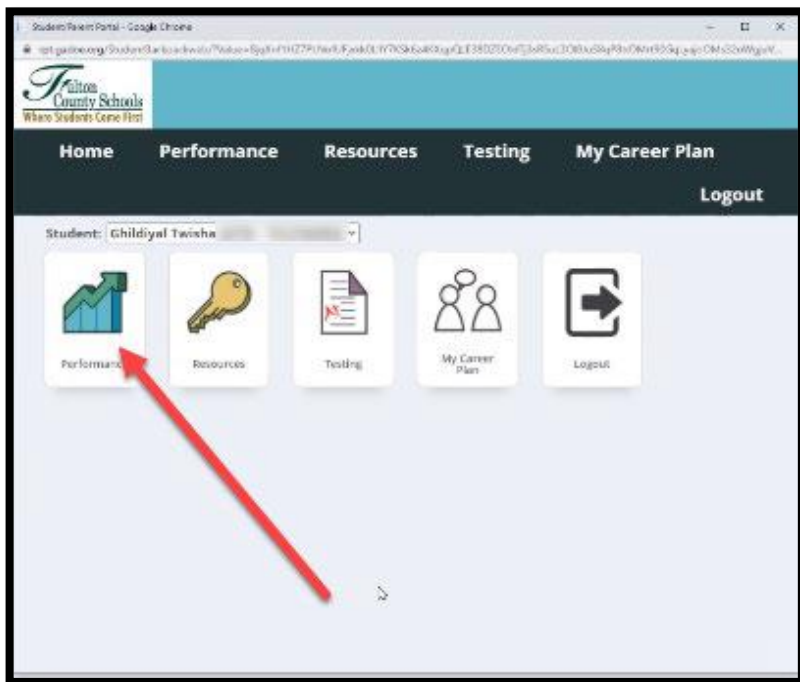 Student/Parent Portal - Google Chrome
Fulton
County Schools
Where Students Come First
Home Performance Resources Testing My Career Plan
Logout
Student: Ghildiyal Twisha
Performanc Resources Testing My Career Plan Logout